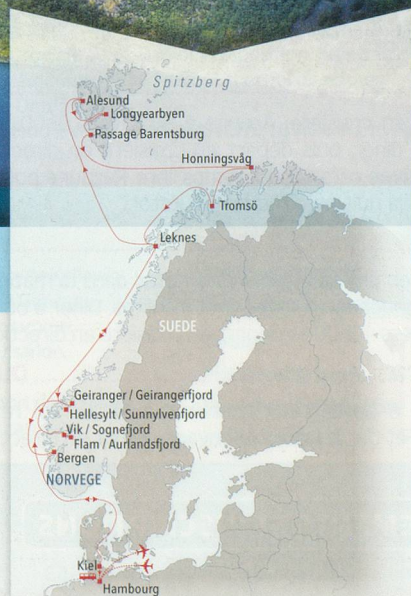 Spitzberg
Alesund
Longyearbyen
Passage Barentsburg
Honningsvåg
Tromsö
Leknes
SUEDE
Geiranger / Geirangerfjord
Hellesylt / Sunnylvenfjord
Vik / Sognefjord
Flam / Aurlandsfjord
Bergen
NORVEGE
Kiel
Hambourg